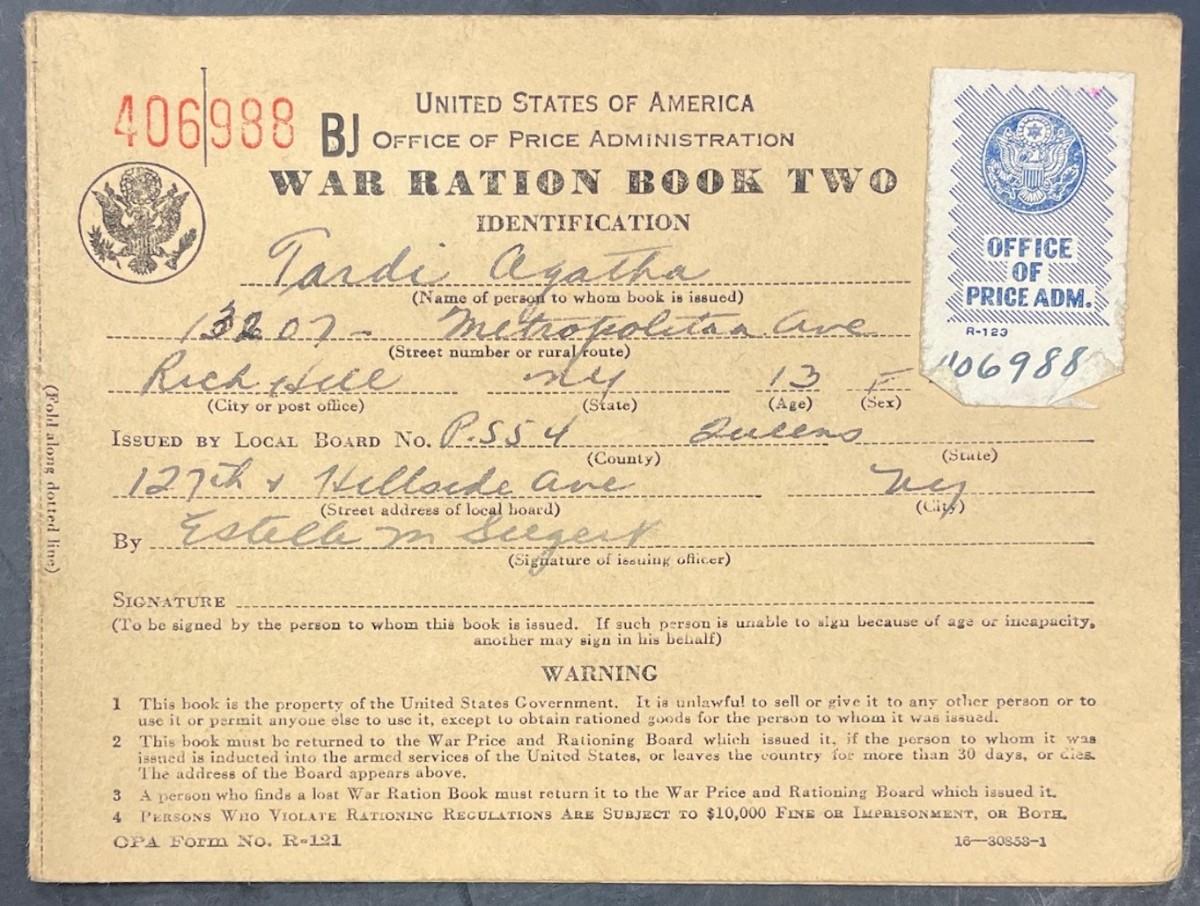 406988 BJ
UNITED STATES OF AMERICA
OFFICE OF PRICE ADMINISTRATION
WAR RATION BOOK TWO
IDENTIFICATION
OFFICE
OF
PRICE ADM.
R-123
406988
Tardi Agatha
(Name of person to whom book is issued)
13207 - Metropolitan Ave
(Street number or rural route)
Rich Hill NY 13 F
(City or post office) (State) (Age) (Sex)
ISSUED BY LOCAL BOARD NO. P.S54 Queens
(County) (State)
127th & Hillside Ave NY
(Street address of local board) (City)
By Estelle M Siegert
(Signature of issuing officer)
SIGNATURE
(To be signed by the person to whom this book is issued. If such person is unable to sign because of age or incapacity,
another may sign in his behalf)
WARNING
1 This book is the property of the United States Government. It is unlawful to sell or give it to any other person or to
use it or permit anyone else to use it, except to obtain rationed goods for the person to whom it was issued.
2 This book must be returned to the War Price and Rationing Board which issued it, if the person to whom it was
issued is inducted into the armed services of the United States, or leaves the country for more than 30 days, or dies.
The address of the Board appears above.
3 A person who finds a lost War Ration Book must return it to the War Price and Rationing Board which issued it.
4 PERSONS WHO VIOLATE RATIONING REGULATIONS ARE SUBJECT TO $10,000 FINE OR IMPRISONMENT, OR BOTH.
OPA Form No. R-121 16—30853-1
(Fold along dotted line)